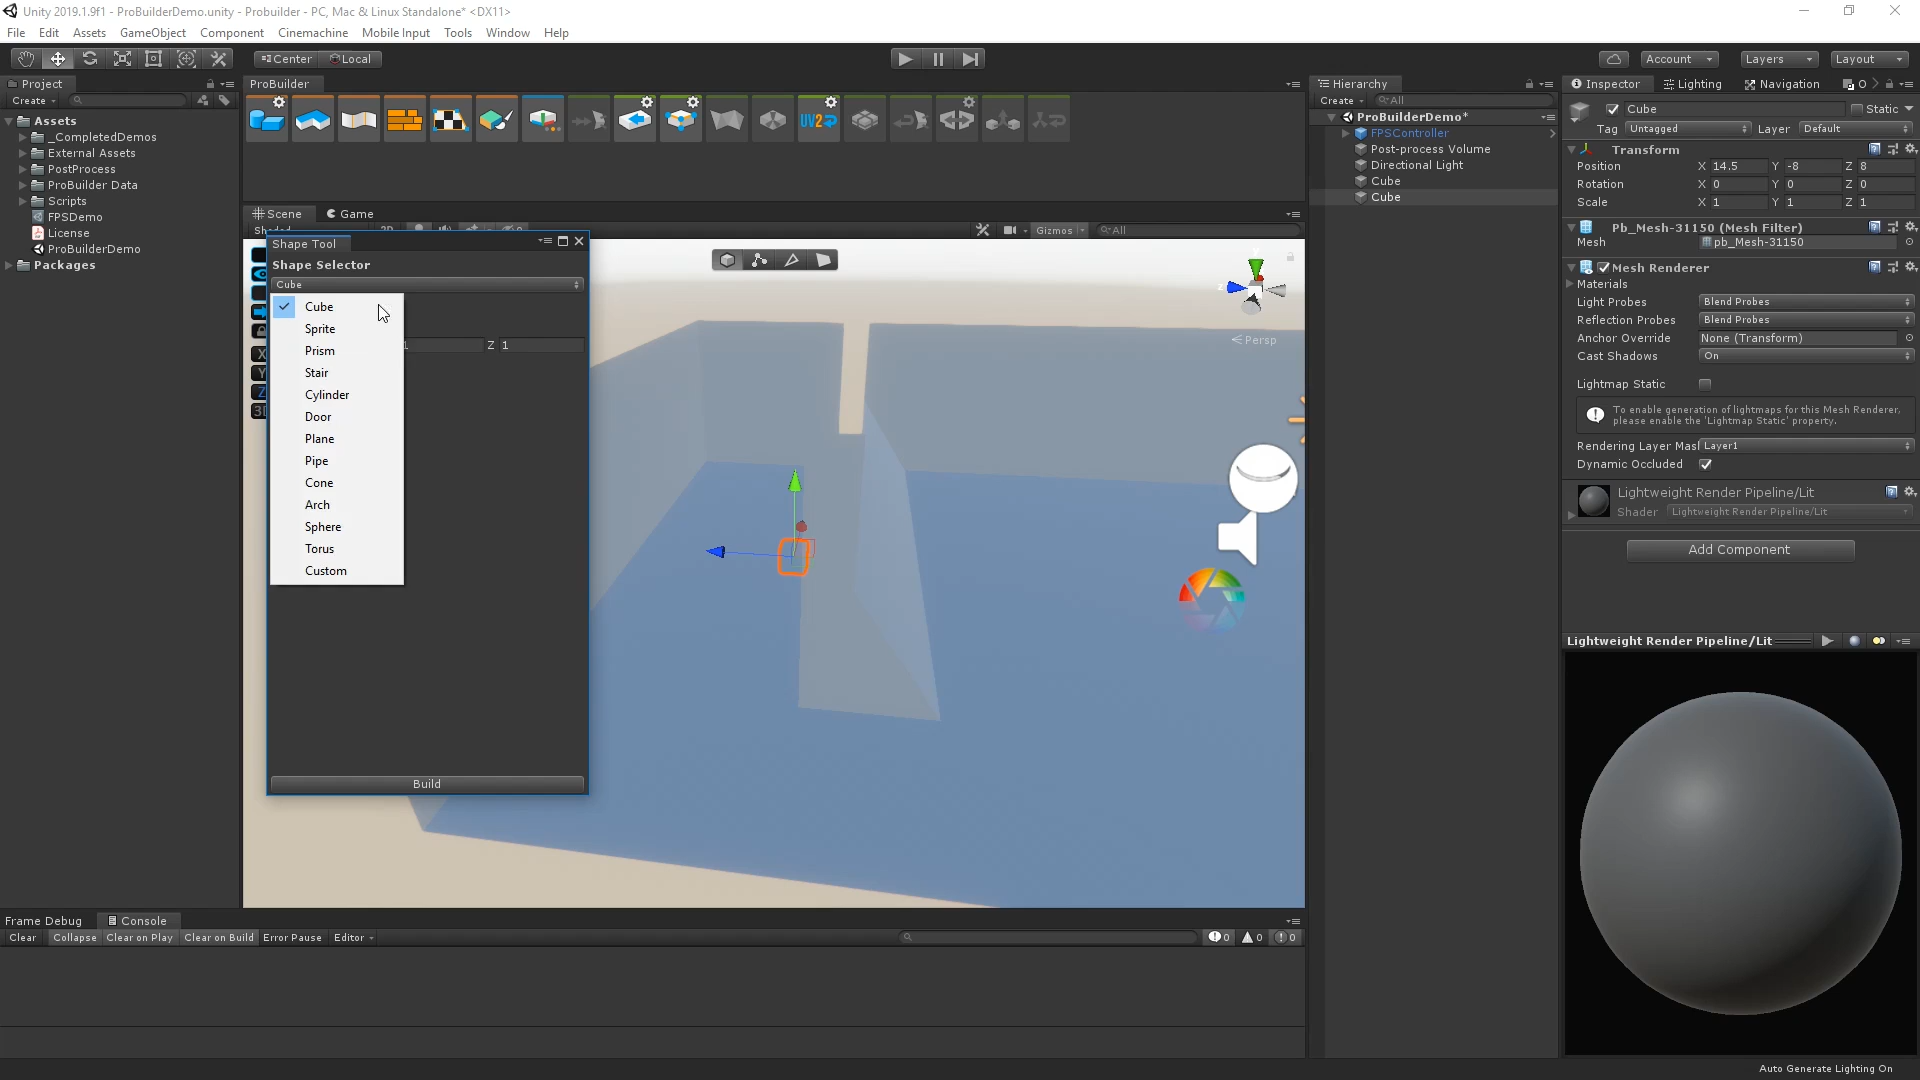 Unity 2019.1.9f1 - ProBuilderDemo.unity - Probuilder - PC, Mac & Linux Standalone* <DX11>
File Edit Assets GameObject Component Cinemachine Mobile Input Tools Window Help
Center Local Account Layers Layout
Project
Create
Assets
_CompletedDemos
External Assets
PostProcess
ProBuilder Data
Scripts
FPSDemo
License
ProBuilderDemo
Packages
ProBuilder
UV2
Scene Game
Gizmos All
Shape Tool
Shape Selector
Cube
Cube
Sprite
Prism
Stair
Cylinder
Door
Plane
Pipe
Cone
Arch
Sphere
Torus
Custom
1 Z 1
X
Y
Z
3D
Build
Persp
Frame Debug Console
Clear Collapse Clear on Play Clear on Build Error Pause Editor
0 0 0
Hierarchy
Create All
ProBuilderDemo*
FPSController
Post-process Volume
Directional Light
Cube
Cube
Inspector Lighting Navigation O
Cube Static
Tag Untagged Layer Default
Transform
Position X 14.5 Y -8 Z 8
Rotation X 0 Y 0 Z 0
Scale X 1 Y 1 Z 1
Pb_Mesh-31150 (Mesh Filter)
Mesh pb_Mesh-31150
Mesh Renderer
Materials
Light Probes Blend Probes
Reflection Probes Blend Probes
Anchor Override None (Transform)
Cast Shadows On
Lightmap Static
To enable generation of lightmaps for this Mesh Renderer,
please enable the 'Lightmap Static' property.
Rendering Layer Mas Layer1
Dynamic Occluded
Lightweight Render Pipeline/Lit
Shader Lightweight Render Pipeline/Lit
Add Component
Lightweight Render Pipeline/Lit
Auto Generate Lighting On